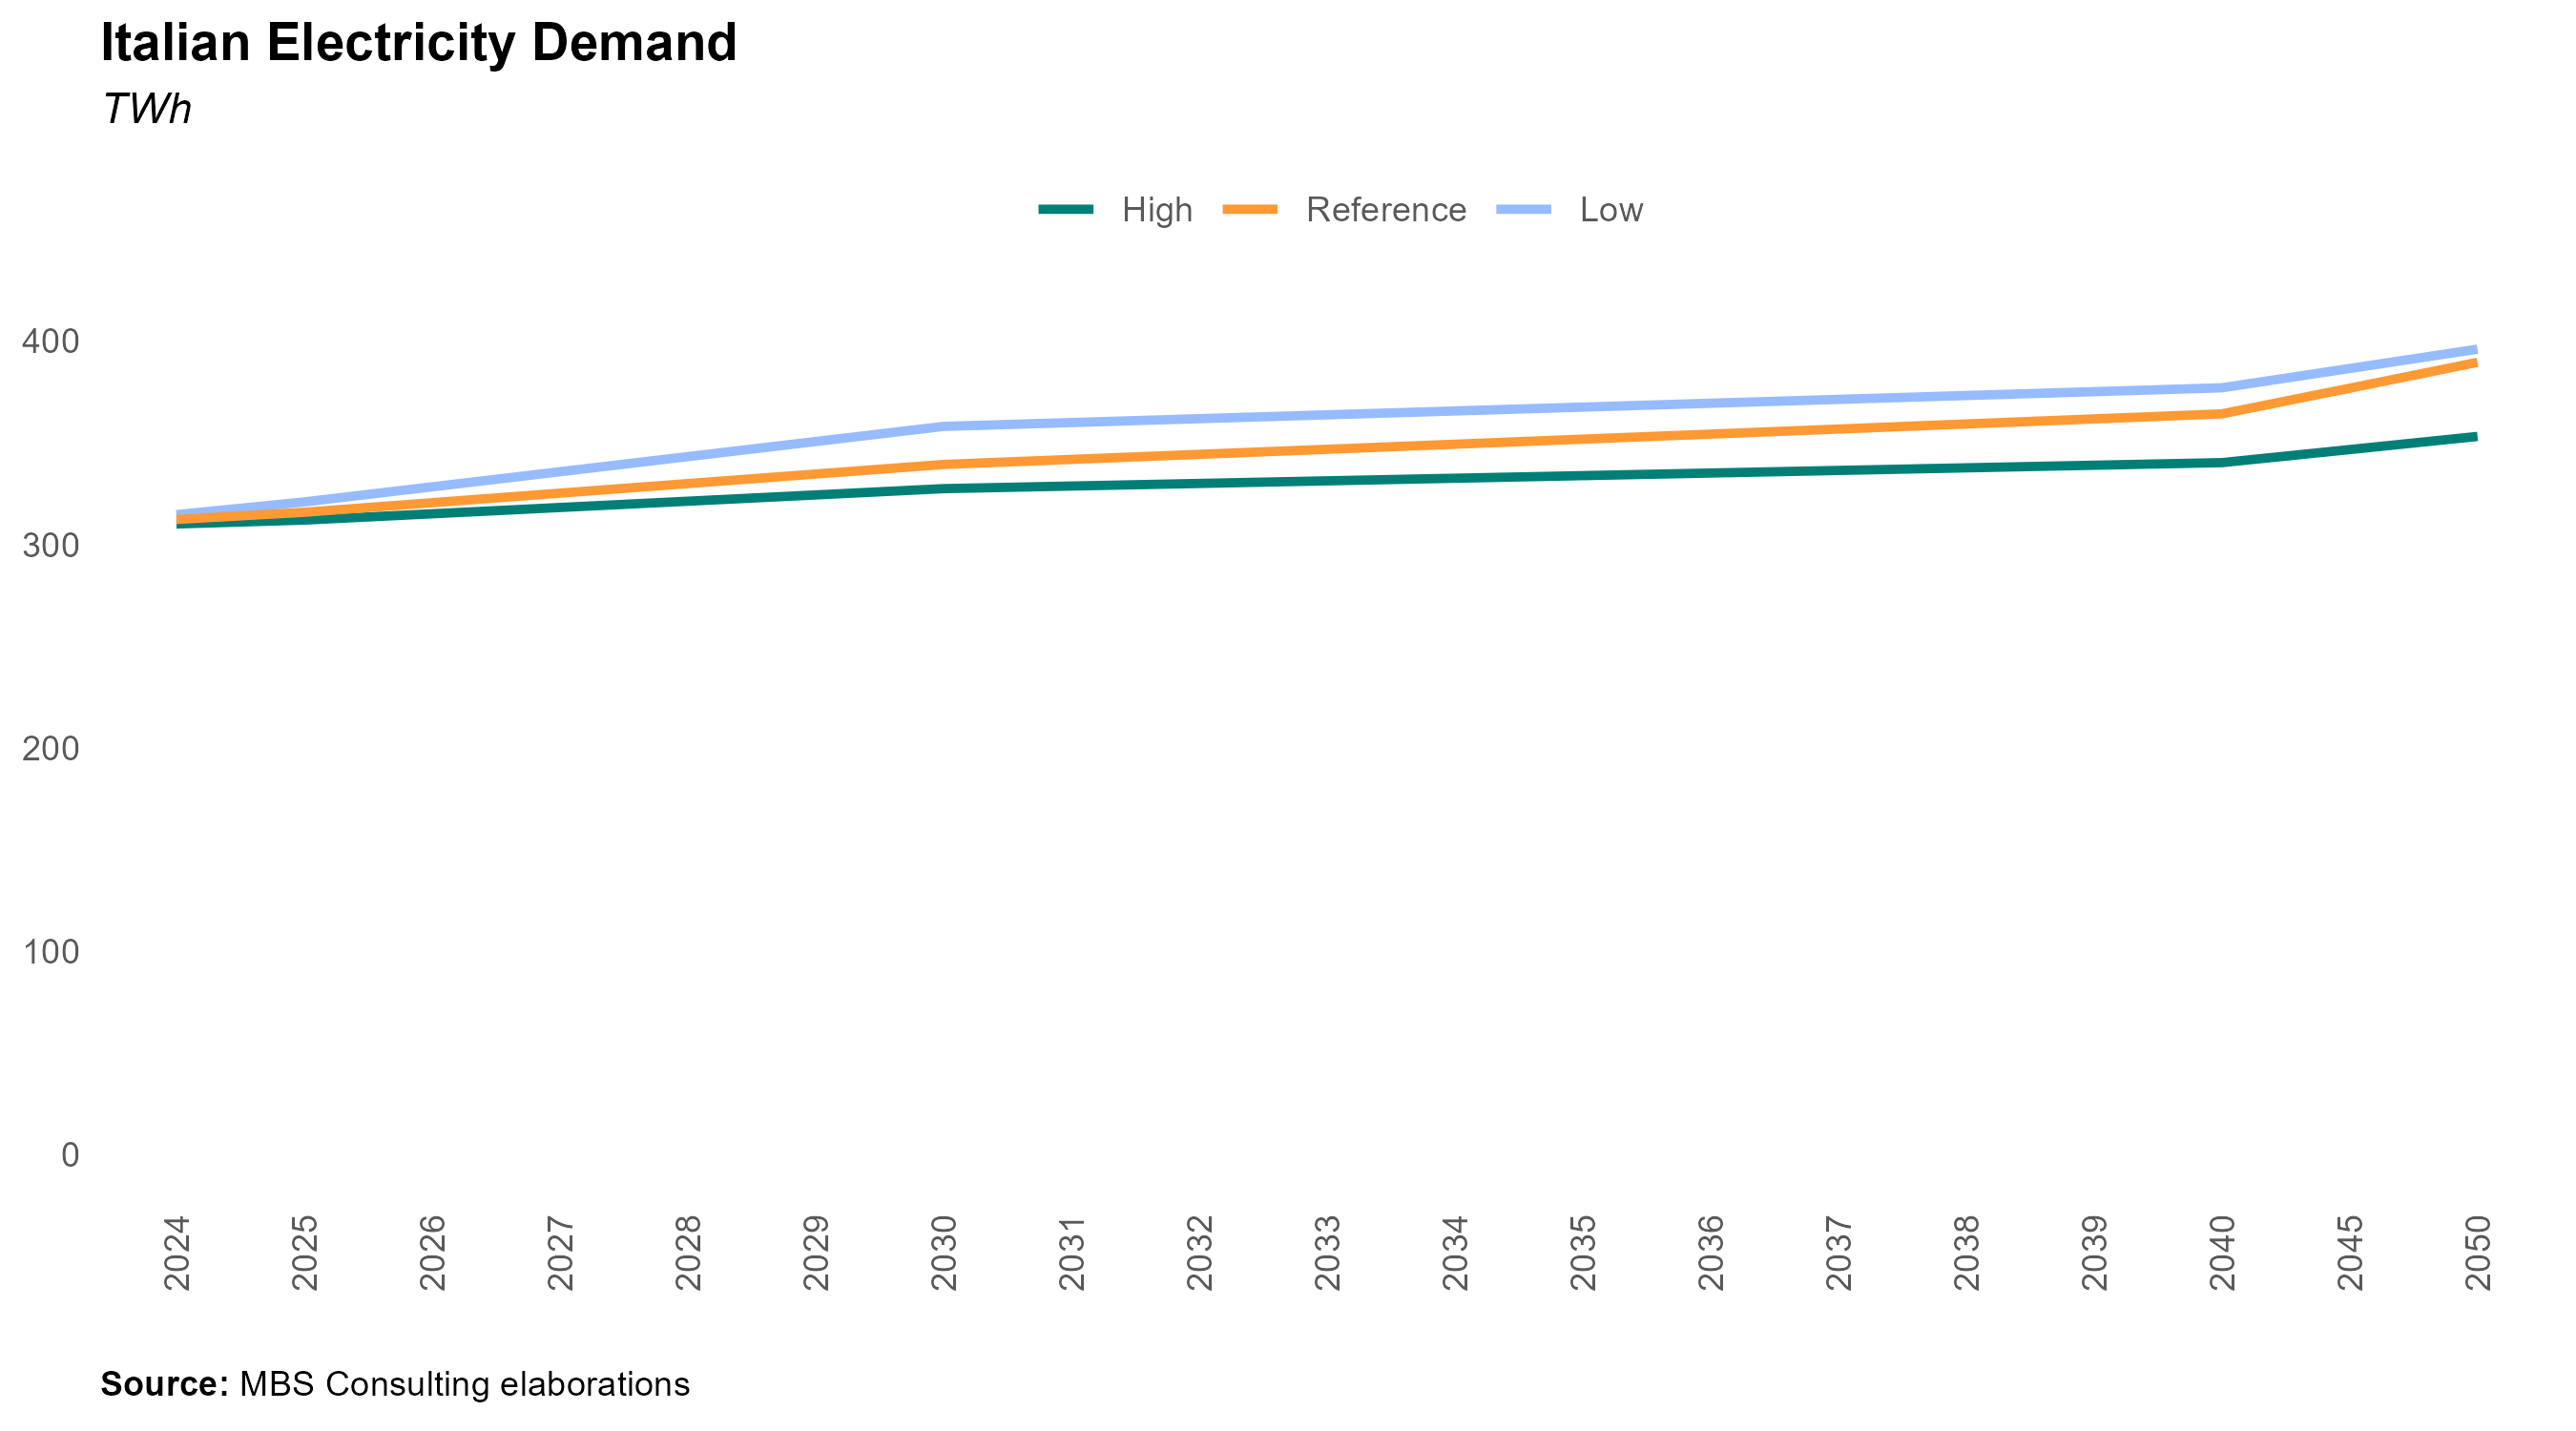 Italian Electricity Demand
TWh
High Reference Low
400
300
200
100
0
2024 2025 2026 2027 2028 2029 2030 2031 2032 2033 2034 2035 2036 2037 2038 2039 2040 2045 2050
Source: MBS Consulting elaborations